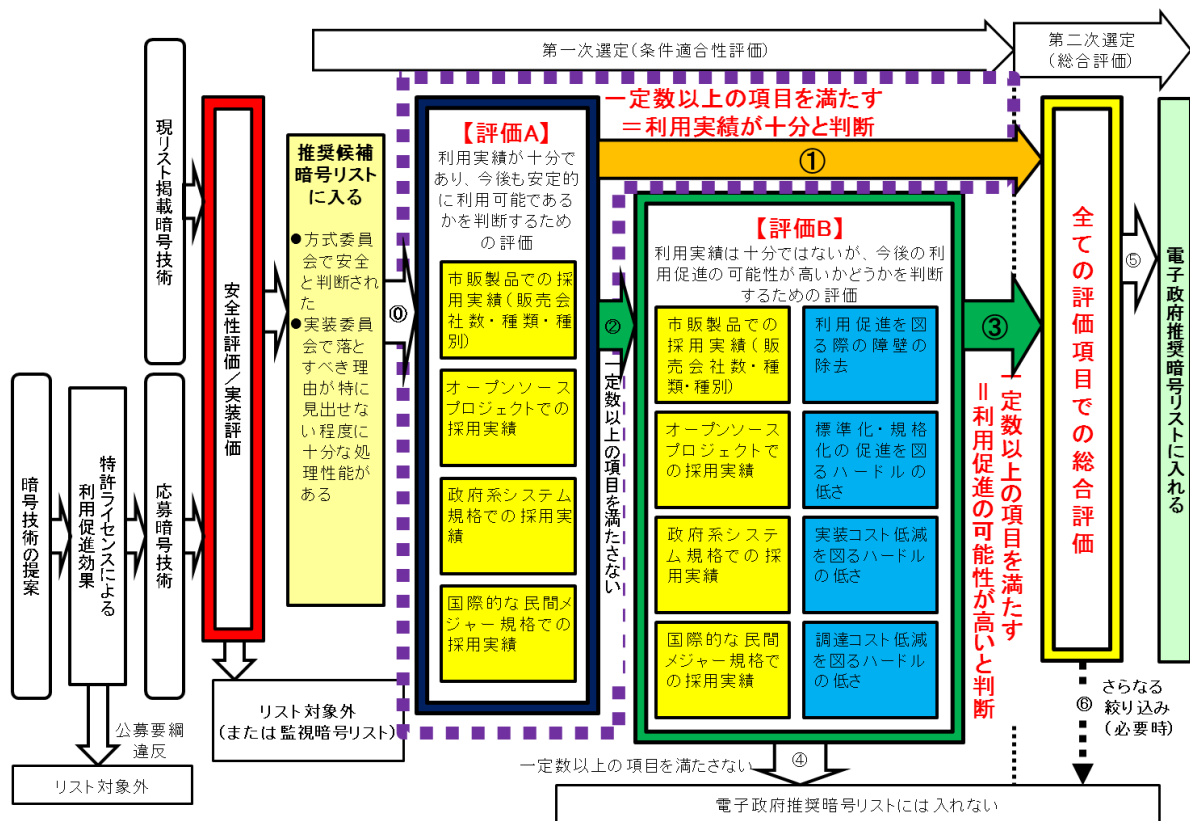 第一次選定(条件適合性評価)
第二次選定
(総合評価)
現リスト掲載暗号技術
暗号技術の提案
特許ライセンスによる
利用促進効果
応募暗号技術
公募要綱
違反
リスト対象外
安全性評価/実装評価
リスト対象外
(または監視暗号リスト)
推奨候補
暗号リスト
に入る
●方式委員
会で安全
と判断され
た
●実装委員
会で落と
すべき理
由が特に
見出せな
い程度に
十分な処
理性能が
ある
⓪
【評価A】
利用実績が十分で
あり、今後も安定的
に利用可能である
かを判断するため
の評価
市販製品での採
用実績(販売会
社数・種類・種
別)
オープンソース
プロジェクトでの
採用実績
政府系システム
規格での採用実
績
国際的な民間メ
ジャー規格での
採用実績
一定数以上の項目を満たす
=利用実績が十分と判断
①
②
一定数以上の項目を満たさない
【評価B】
利用実績は十分ではないが、今後の利
用促進の可能性が高いかどうかを判断
するための評価
市販製品での
採用実績(販
売会社数・種
類・種別)
利用促進を図
る際の障壁の
除去
オープンソース
プロジェクトで
の採用実績
標準化・規格
化の促進を図
るハードルの
低さ
政府系システ
ム規格での採
用実績
実装コスト低減
を図るハードル
の低さ
国際的な民間
メジャー規格で
の採用実績
調達コスト低減
を図るハードル
の低さ
③
一定数以上の項目を満たす
=利用促進の可能性が高いと判断
一定数以上の項目を満たさない
④
全ての評価項目での総合評価
⑤
電子政府推奨暗号リストに入れる
⑥
さらなる
絞り込み
(必要時)
電子政府推奨暗号リストには入れない